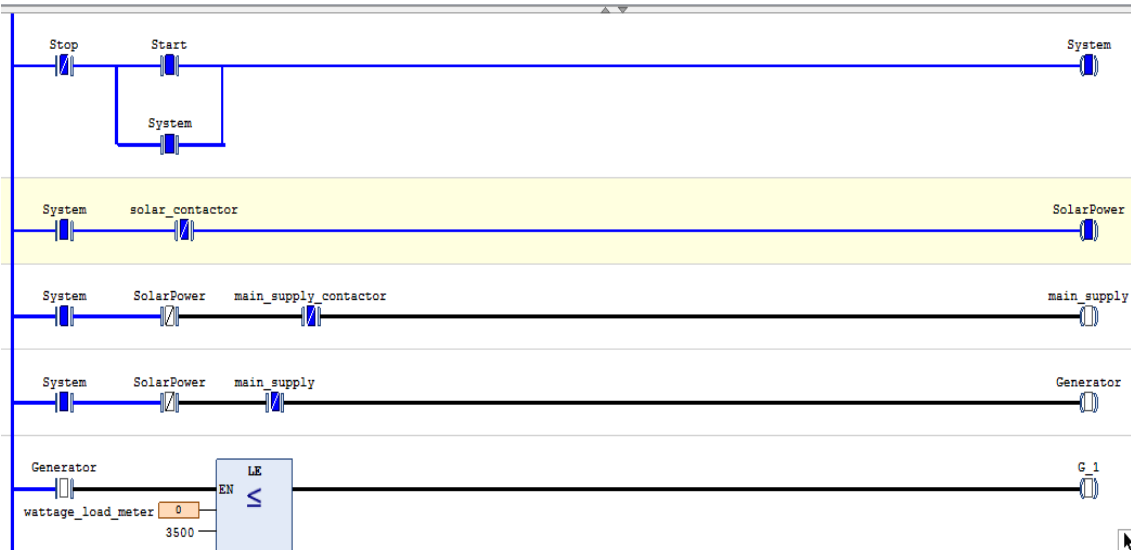 Stop Start System
System
System solar_contactor SolarPower
System SolarPower main_supply_contactor main_supply
System SolarPower main_supply Generator
Generator LE G_1
EN ≤
wattage_load_meter 0
3500